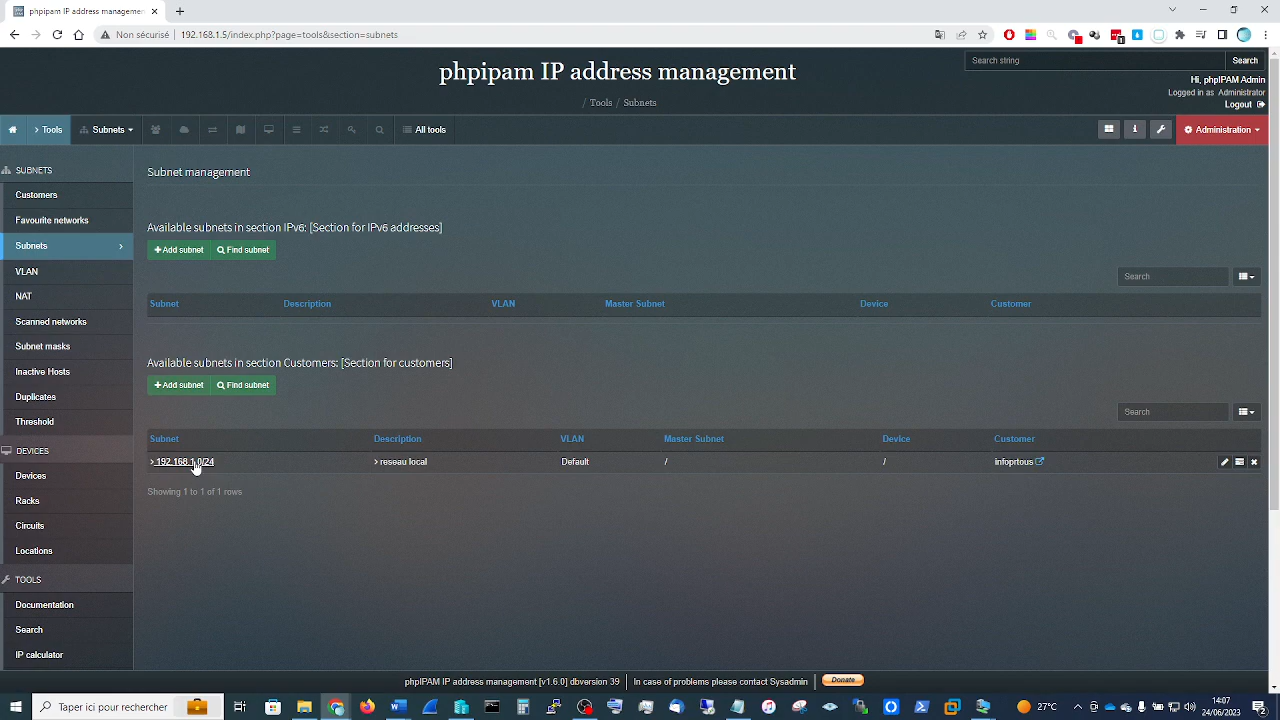 phpipam IP address managemen
Non sécurisé
192.168.1.5/index.php?page=tools&section=subnets
phpipam IP address management
Search string
Search
Hi, phpIPAM Admin
Logged in as Administrator
Logout
/ Tools / Subnets
Tools
Subnets
All tools
Administration
SUBNETS
Customers
Favourite networks
Subnets
VLAN
NAT
Scanned networks
Subnet masks
Inactive Hosts
Duplicates
Threshold
DEVICES
Devices
Racks
Circuits
Locations
TOOLS
Documentation
Search
IP calculator
Subnet management
Available subnets in section IPv6: [Section for IPv6 addresses]
+Add subnet Find subnet
Search
Subnet Description VLAN Master Subnet Device Customer
Available subnets in section Customers: [Section for customers]
+Add subnet Find subnet
Search
Subnet Description VLAN Master Subnet Device Customer
192.168.1.0/24 reseau local Default / / infoprtous
Showing 1 to 1 of 1 rows
phpIPAM IP address management [v1.6.0] dbversion 39
In case of problems please contact Sysadmin
Donate
Taper ici pour rechercher
27°C
14:07
24/06/2023